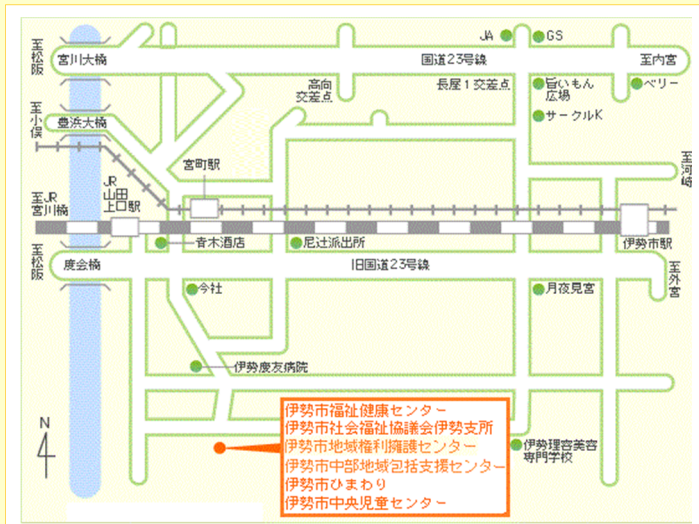 JA
GS
至松阪
宮川大橋
国道23号線
至内宮
高向
交差点
長屋1交差点
旨いもん
広場
ベリー
サークルK
至小俣
豊浜大橋
宮町駅
至河崎
JR
山田
上口駅
至JR
宮川橋
青木酒店
尼辻派出所
伊勢市駅
至松阪
度会橋
旧国道23号線
至外宮
今社
月夜見宮
伊勢慶友病院
N
伊勢市福祉健康センター
伊勢市社会福祉協議会伊勢支所
伊勢市地域権利擁護センター
伊勢市中部地域包括支援センター
伊勢市ひまわり
伊勢市中央児童センター
伊勢理容美容
専門学校